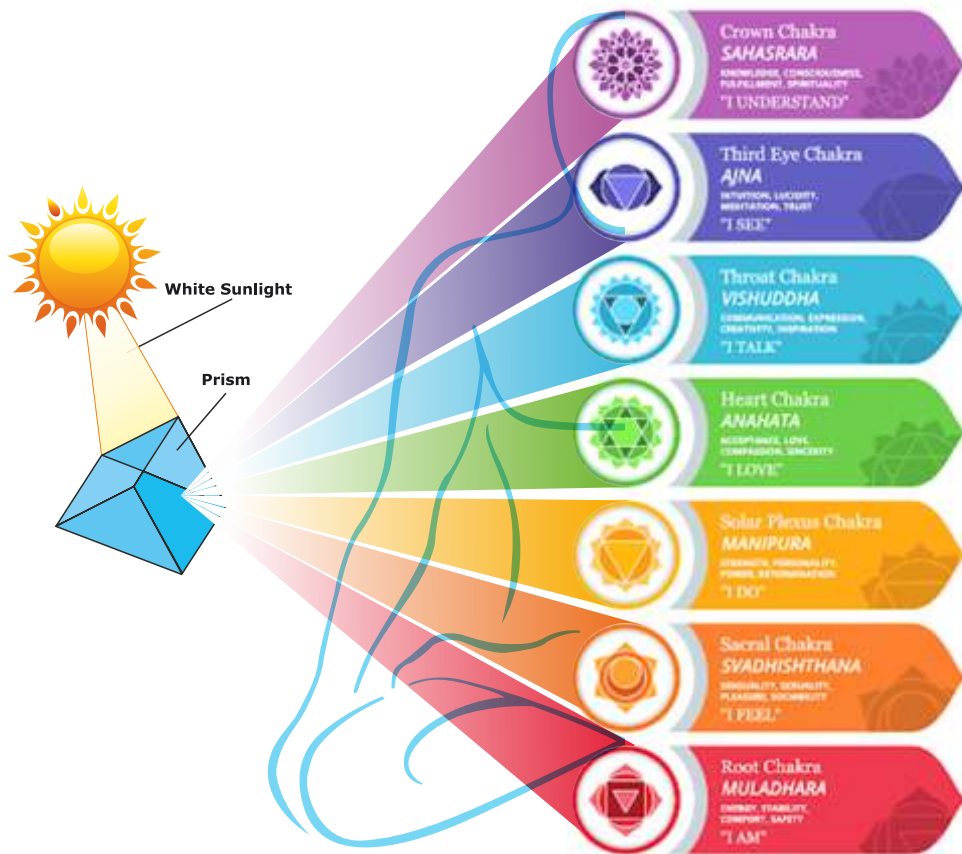 White Sunlight
Prism
Crown Chakra
SAHASRARA
KNOWLEDGE, CONSCIOUSNESS,
FULFILLMENT, SPIRITUALITY
"I UNDERSTAND"
Third Eye Chakra
AJNA
INTUITION, LUCIDITY,
MEDITATION, TRUST
"I SEE"
Throat Chakra
VISHUDDHA
COMMUNICATION, EXPRESSION,
CREATIVITY, INSPIRATION
"I TALK"
Heart Chakra
ANAHATA
ACCEPTANCE, LOVE,
COMPASSION, SINCERITY
"I LOVE"
Solar Plexus Chakra
MANIPURA
STRENGTH, PERSONALITY,
POWER, DETERMINATION
"I DO"
Sacral Chakra
SVADHISHTHANA
SENSUALITY, SEXUALITY,
PLEASURE, SOCIABILITY
"I FEEL"
Root Chakra
MULADHARA
ENERGY, STABILITY,
COMFORT, SAFETY
"I AM"